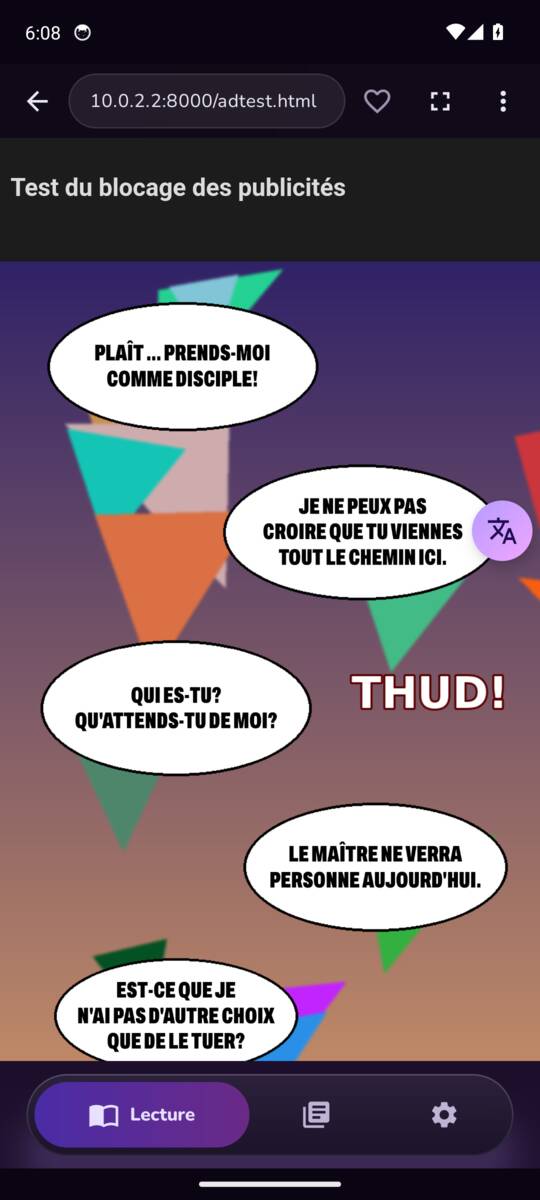 6:08
10.0.2.2:8000/adtest.html
Test du blocage des publicités
PLAÎT ... PRENDS-MOI
COMME DISCIPLE!
JE NE PEUX PAS
CROIRE QUE TU VIENNES
TOUT LE CHEMIN ICI.
QUI ES-TU?
QU'ATTENDS-TU DE MOI?
THUD!
LE MAÎTRE NE VERRA
PERSONNE AUJOURD'HUI.
EST-CE QUE JE
N'AI PAS D'AUTRE CHOIX
QUE DE LE TUER?
Lecture